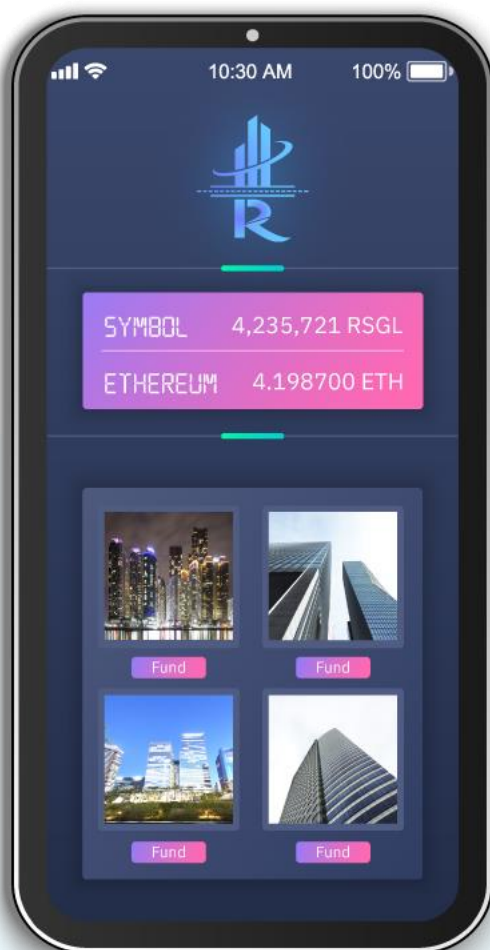 10:30 AM 100%
R
SYMBOL 4,235,721 RSGL
ETHEREUM 4.198700 ETH
Fund Fund
Fund Fund